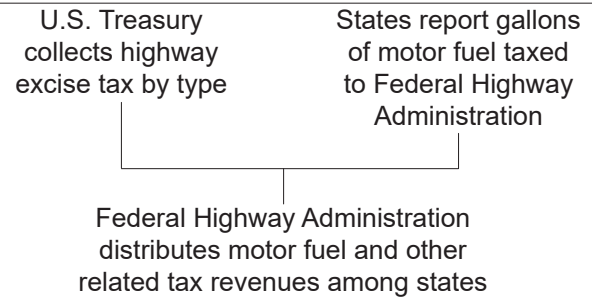 U.S. Treasury
collects highway
excise tax by type
States report gallons
of motor fuel taxed
to Federal Highway
Administration
Federal Highway Administration
distributes motor fuel and other
related tax revenues among states